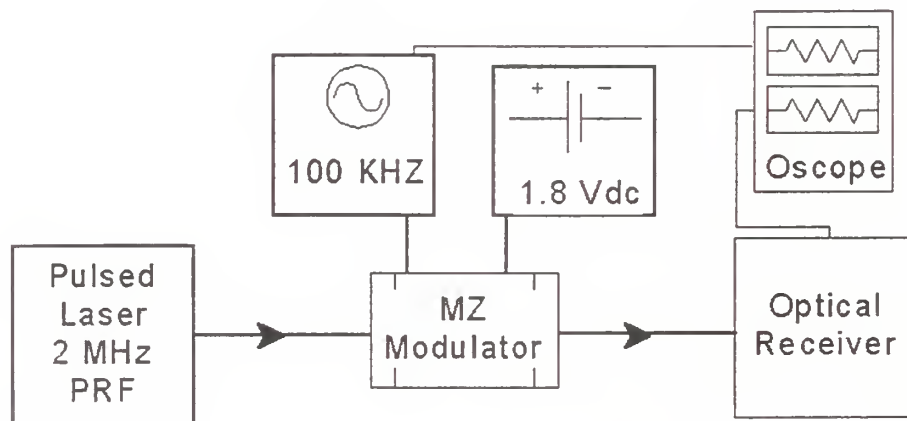 100 KHZ
+ −
1.8 Vdc
Oscope
Pulsed
Laser
2 MHz
PRF
MZ
Modulator
Optical
Receiver